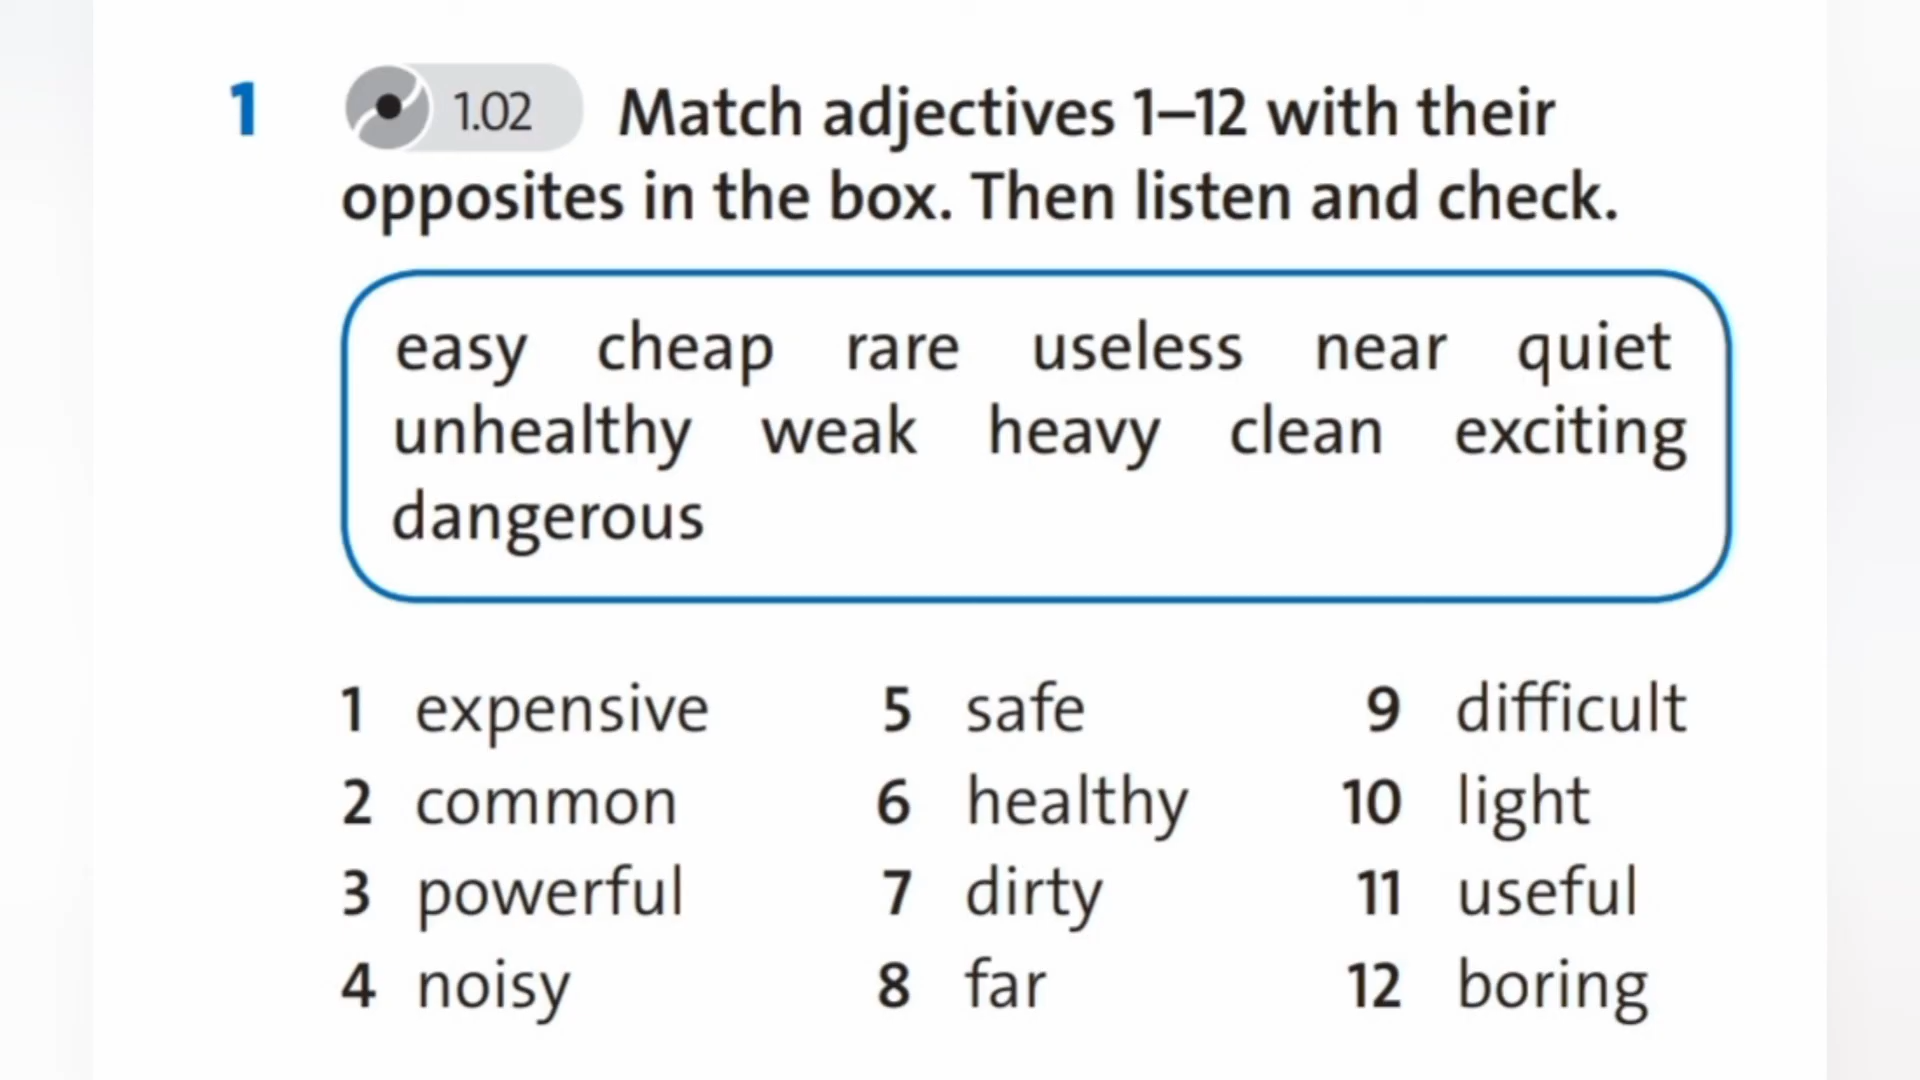 1 1.02 Match adjectives 1–12 with their
opposites in the box. Then listen and check.
easy cheap rare useless near quiet
unhealthy weak heavy clean exciting
dangerous
1 expensive 5 safe 9 difficult
2 common 6 healthy 10 light
3 powerful 7 dirty 11 useful
4 noisy 8 far 12 boring